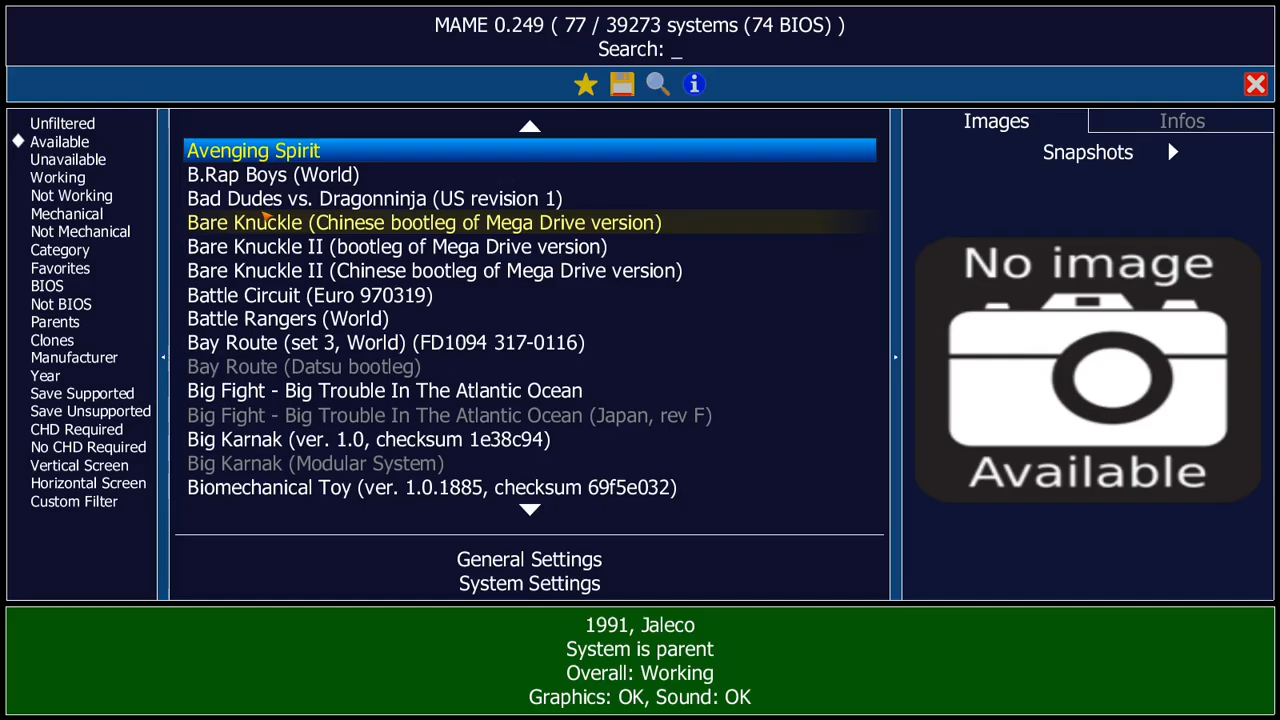 MAME 0.249 ( 77 / 39273 systems (74 BIOS) )
Search: _
Unfiltered
Available
Unavailable
Working
Not Working
Mechanical
Not Mechanical
Category
Favorites
BIOS
Not BIOS
Parents
Clones
Manufacturer
Year
Save Supported
Save Unsupported
CHD Required
No CHD Required
Vertical Screen
Horizontal Screen
Custom Filter
Avenging Spirit
B.Rap Boys (World)
Bad Dudes vs. Dragonninja (US revision 1)
Bare Knuckle (Chinese bootleg of Mega Drive version)
Bare Knuckle II (bootleg of Mega Drive version)
Bare Knuckle II (Chinese bootleg of Mega Drive version)
Battle Circuit (Euro 970319)
Battle Rangers (World)
Bay Route (set 3, World) (FD1094 317-0116)
Bay Route (Datsu bootleg)
Big Fight - Big Trouble In The Atlantic Ocean
Big Fight - Big Trouble In The Atlantic Ocean (Japan, rev F)
Big Karnak (ver. 1.0, checksum 1e38c94)
Big Karnak (Modular System)
Biomechanical Toy (ver. 1.0.1885, checksum 69f5e032)
General Settings
System Settings
Images
Infos
Snapshots
No image
Available
1991, Jaleco
System is parent
Overall: Working
Graphics: OK, Sound: OK